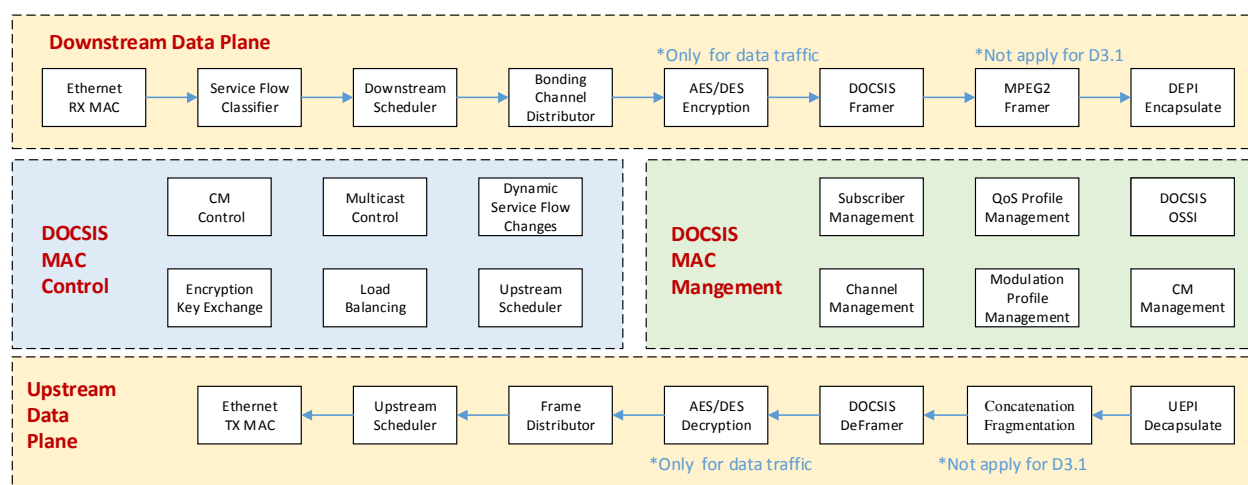 Downstream Data Plane
*Only for data traffic
*Not apply for D3.1
Ethernet
RX MAC
Service Flow
Classifier
Downstream
Scheduler
Bonding
Channel
Distributor
AES/DES
Encryption
DOCSIS
Framer
MPEG2
Framer
DEPI
Encapsulate
DOCSIS
MAC
Control
CM
Control
Multicast
Control
Dynamic
Service Flow
Changes
Encryption
Key Exchange
Load
Balancing
Upstream
Scheduler
DOCSIS
MAC
Mangement
Subscriber
Management
QoS Profile
Management
DOCSIS
OSSI
Channel
Management
Modulation
Profile
Management
CM
Management
Upstream
Data
Plane
Ethernet
TX MAC
Upstream
Scheduler
Frame
Distributor
AES/DES
Decryption
DOCSIS
DeFramer
Concatenation
Fragmentation
UEPI
Decapsulate
*Only for data traffic
*Not apply for D3.1